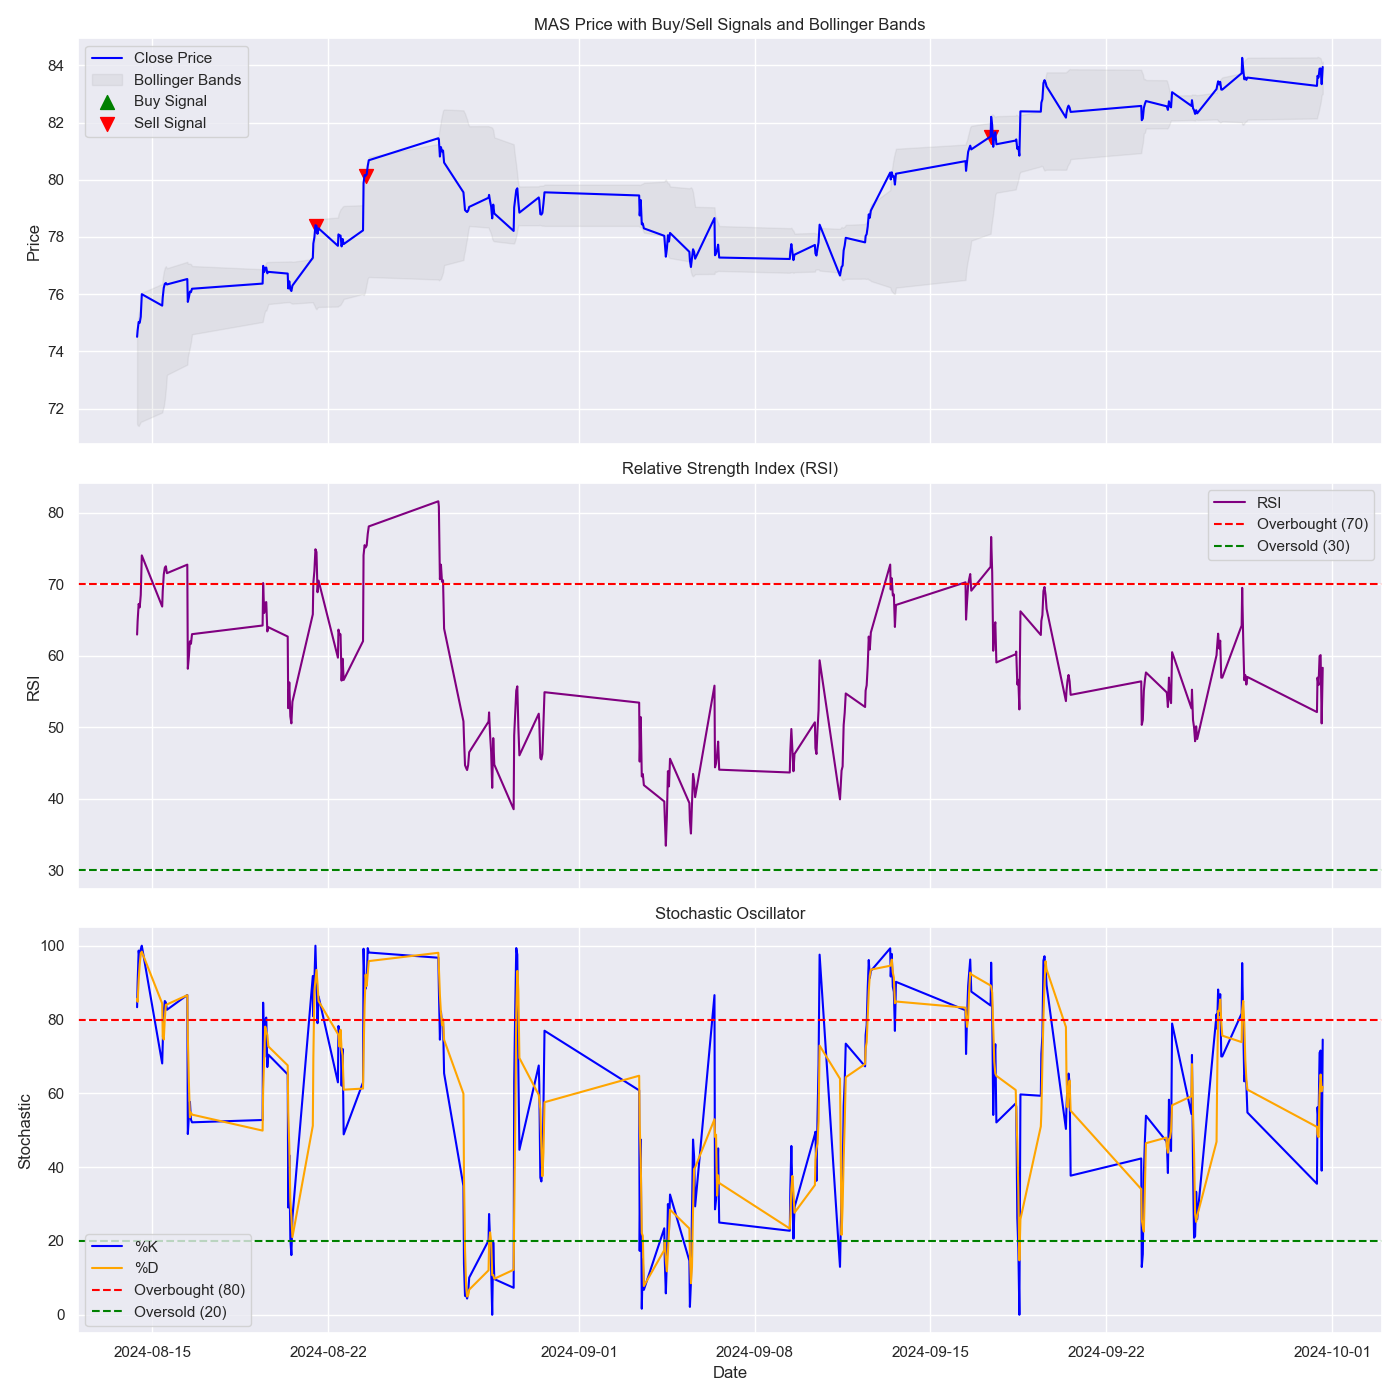 MAS Price with Buy/Sell Signals and Bollinger Bands
Close Price
Bollinger Bands
Buy Signal
Sell Signal
84
82
80
78
76
74
72
Price
Relative Strength Index (RSI)
RSI
Overbought (70)
Oversold (30)
80
70
60
50
40
30
RSI
Stochastic Oscillator
100
80
60
40
20
0
Stochastic
%K
%D
Overbought (80)
Oversold (20)
2024-08-15
2024-08-22
2024-09-01
2024-09-08
2024-09-15
2024-09-22
2024-10-01
Date